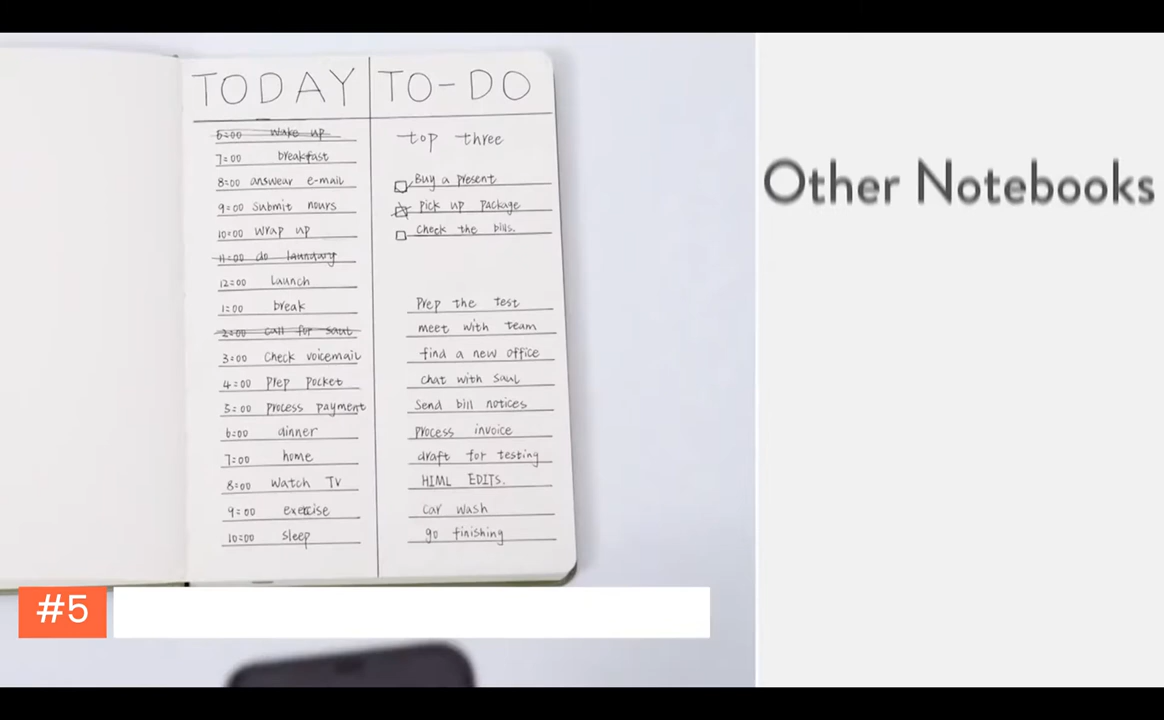 TODAY
5:00 wake up
7:00 breakfast
8:00 answear e-mail
9:00 submit nours
10:00 wrap up
11:00 do laundwry
12:00 launch
1:00 break
2:00 call for saul
3:00 check voicemail
4:00 prep pocket
5:00 process payment
6:00 dinner
7:00 home
8:00 watch TV
9:00 exercise
10:00 sleep
TO-DO
top three
Buy a present
pick up package
check the bills.
Prep the test
meet with team
find a new office
chat with saul
Send bill notices
process invoice
draft for testing
HIML EDITS.
car wash
go finishing
Other Notebooks
#5